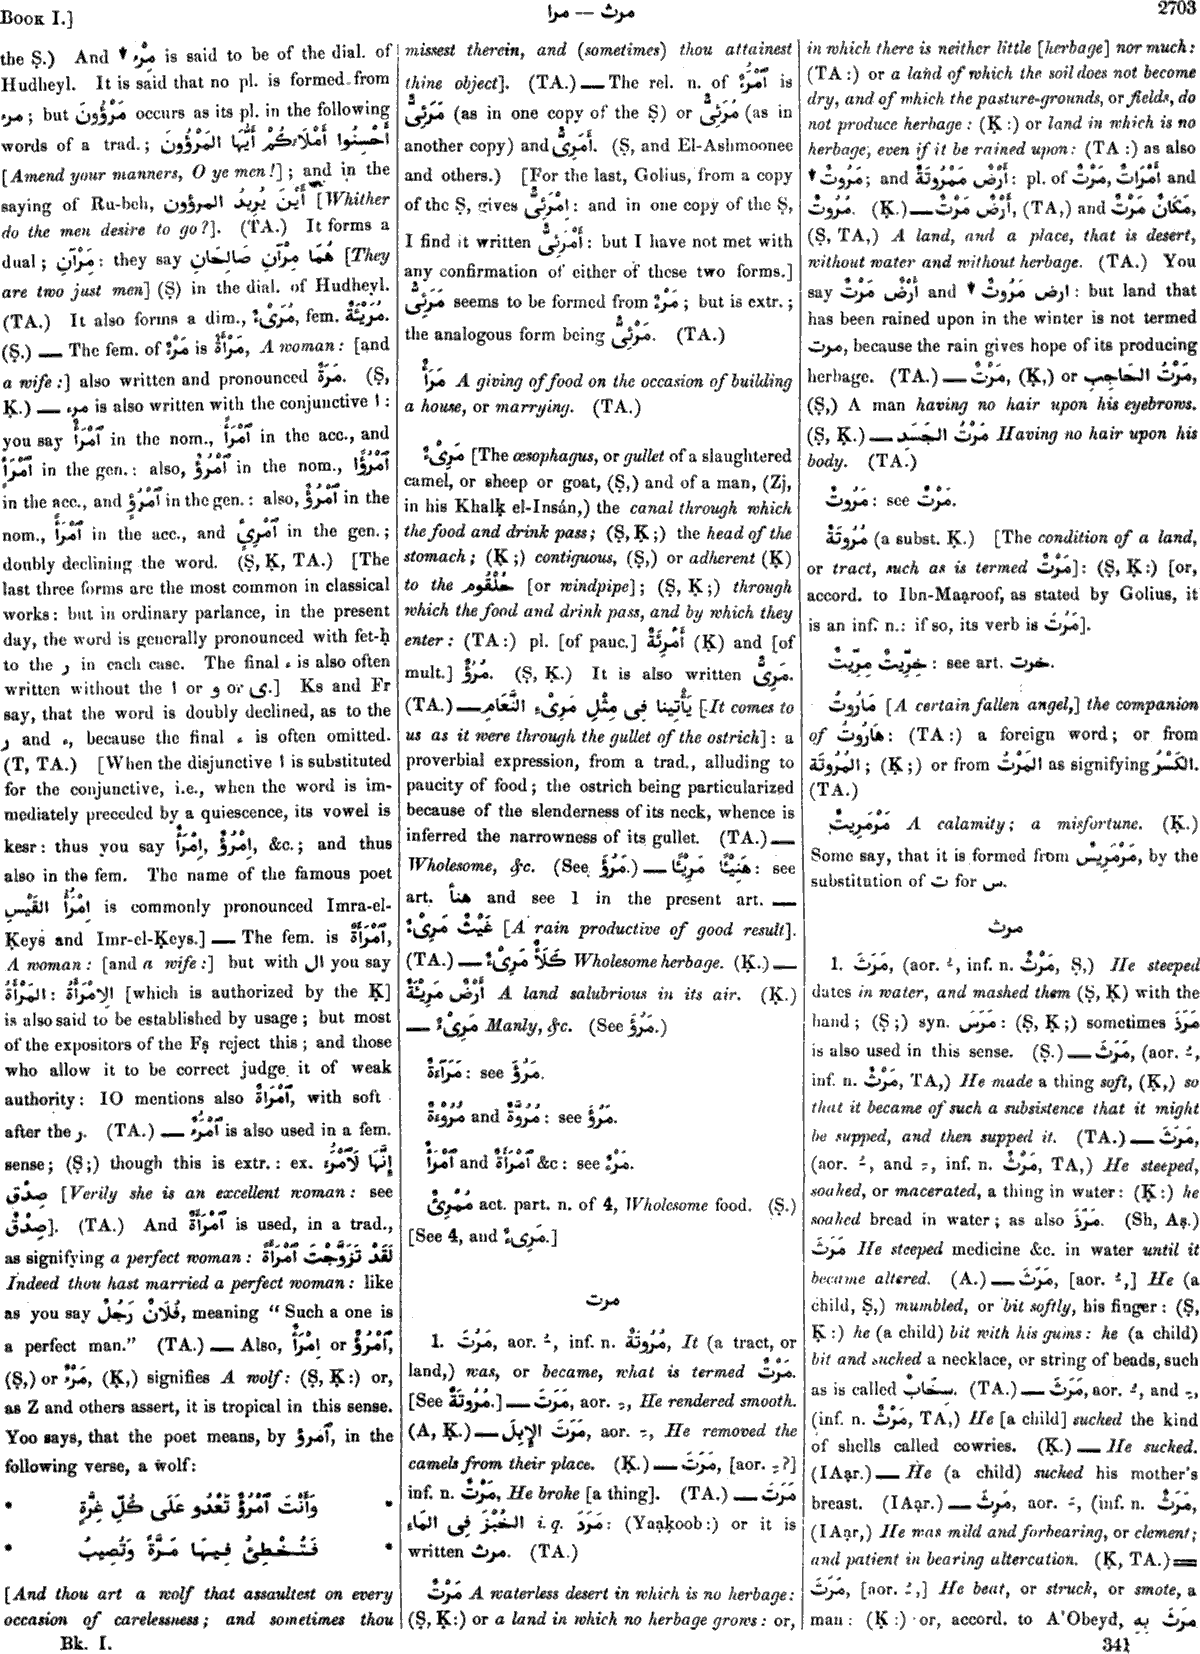 Book I.]
مرا — مرث
2703
the Ṣ.) And ↓ مِرْء is said to be of the dial. of
Hudheyl. It is said that no pl. is formed from
مرء; but مَرْؤُونَ occurs as its pl. in the following
words of a trad.; أَحْسِنُوا أَمْلَآءَكُمْ أَيُّهَا المَرْؤُونَ
[Amend your manners, O ye men!]; and in the
saying of Ru-beh, أَيْنَ يُرِيدُ المرؤون [Whither
do the men desire to go?]. (TA.) It forms a
dual; مَرْآنِ: they say هُمَا مِرْآنِ صَالِحَانِ [They
are two just men] (Ṣ) in the dial. of Hudheyl.
(TA.) It also forms a dim., مُرَىْءٌ, fem. مُرَيْئَةٌ.
(Ṣ.) — The fem. of مَرْءٌ is مَرْأَةٌ, A woman: [and
a wife:] also written and pronounced مَرَةٌ. (Ṣ,
Ḳ.) — مرء is also written with the conjunctive ا:
you say ٱمْرَأٌ in the nom., ٱمْرَأً in the acc., and
ٱمْرَأٍ in the gen.: also, ٱمْرُؤٌ in the nom., ٱمْرُؤًا
in the acc., and ٱمْرُؤٍ in the gen.: also, ٱمْرُؤٌ in the
nom., ٱمْرَأً in the acc., and ٱمْرِئٍ in the gen.;
doubly declining the word. (Ṣ, Ḳ, TA.) [The
last three forms are the most common in classical
works: but in ordinary parlance, in the present
day, the word is generally pronounced with fet-ḥ
to the ر in each case. The final ء is also often
written without the ا or و or ى.] Ks and Fr
say, that the word is doubly declined, as to the
ر and ء, because the final ء is often omitted.
(T, TA.) [When the disjunctive ا is substituted
for the conjunctive, i.e., when the word is im-
mediately preceded by a quiescence, its vowel is
kesr: thus you say إِمْرُؤٌ, إِمْرَأٌ, &c.; and thus
also in the fem. The name of the famous poet
اِمْرَأُ القَيْسِ is commonly pronounced Imra-el-
Ḳeys and Imr-el-Ḳeys.] — The fem. is ٱمْرَأَةٌ,
A woman: [and a wife:] but with ال you say
المَرْأَةُ: الاِمْرَأَةُ [which is authorized by the Ḳ]
is also said to be established by usage; but most
of the expositors of the Fṣ reject this; and those
who allow it to be correct judge it of weak
authority: IO mentions also ٱمْرَاةٌ, with soft
after the ر. (TA.) — ٱمْرُءٌ is also used in a fem.
sense; (Ṣ;) though this is extr.: ex. إِنَّهَا لَٱمْرُءُ
صِدْقٍ [Verily she is an excellent woman: see
صِدْقٌ]. (TA.) And ٱمْرَأَةٌ is used, in a trad.,
as signifying a perfect woman: لَقَدْ تَزَوَّجْتَ ٱمْرَأَةً
Indeed thou hast married a perfect woman: like
as you say فُلَانٌ رَجُلٌ, meaning "Such a one is
a perfect man." (TA.) — Also, إِمْرَأٌ or ٱمْرُؤٌ,
(Ṣ,) or مَرْءٌ, (Ḳ,) signifies A wolf: (Ṣ, Ḳ:) or,
as Z and others assert, it is tropical in this sense.
Yoo says, that the poet means, by ٱمرؤ, in the
following verse, a wolf:
* وَأَنْتَ ٱمْرُؤٌ تَعْدُو عَلَى كُلِّ غِرَّةٍ *
* فَتُخْطِئُ فِيهَا مَرَّةً وَتُصِيبُ *
[And thou art a wolf that assaultest on every
occasion of carelessness; and sometimes thou
missest therein, and (sometimes) thou attainest
thine object]. (TA.) — The rel. n. of ٱمْرُءٌ is
مَرَئِىٌّ (as in one copy of the Ṣ) or مَرْئِىٌّ (as in
another copy) and أَمَرِىٌّ. (Ṣ, and El-Ashmoonee
and others.) [For the last, Golius, from a copy
of the Ṣ, gives إِمَرَئِىٌّ: and in one copy of the Ṣ,
I find it written أَمْرَئِىٌّ: but I have not met with
any confirmation of either of these two forms.]
مَرَئِىٌّ seems to be formed from مَرْءٌ; but is extr.;
the analogous form being مَرْئِىٌّ. (TA.)
مَرَأٌ A giving of food on the occasion of building
a house, or marrying. (TA.)
مَرِىْءٌ [The œsophagus, or gullet of a slaughtered
camel, or sheep or goat, (Ṣ,) and of a man, (Zj,
in his Khalḳ el-Insán,) the canal through which
the food and drink pass; (Ṣ, Ḳ;) the head of the
stomach; (Ḳ;) contiguous, (Ṣ,) or adherent (Ḳ)
to the حُلْقُوم [or windpipe]; (Ṣ, Ḳ;) through
which the food and drink pass, and by which they
enter: (TA:) pl. [of pauc.] أَمْرِئَةٌ (Ḳ) and [of
mult.] مُرُؤٌ. (Ṣ, Ḳ.) It is also written مَرِىٌّ.
(TA.) — يَأْتِينَا فِى مِثْلِ مَرِىْءِ النَّعَامِ [It comes to
us as it were through the gullet of the ostrich]: a
proverbial expression, from a trad., alluding to
paucity of food; the ostrich being particularized
because of the slenderness of its neck, whence is
inferred the narrowness of its gullet. (TA.) —
Wholesome, &c. (See مَرُؤَ.) — هَنِيْئًا مَرِيْئًا: see
art. هنأ and see 1 in the present art. —
غَيْثٌ مَرِىْءٌ [A rain productive of good result].
(TA.) — كَلَأٌ مَرِىْءٌ Wholesome herbage. (Ḳ.) —
أَرْضٌ مَرِيْئَةٌ A land salubrious in its air. (Ḳ.)
— مَرِىْءٌ Manly, &c. (See مَرُؤَ.)
مَرَآءَةٌ: see مَرُؤَ.
مُرُوْءَةٌ and مُرُوَّةٌ: see مَرُؤَ.
ٱمْرَأٌ and ٱمْرَأَةٌ &c: see مَرْءٌ.
مُمْرِئٌ act. part. n. of 4, Wholesome food. (Ṣ.)
[See 4, and مَرِىءٌ.]
مرت
1. مَرُتَ, aor. ـُ, inf. n. مُرُوتَةٌ, It (a tract, or
land,) was, or became, what is termed مَرْتٌ.
[See مُرُوتَةٌ.] — مَرَتَ, aor. ـِ, He rendered smooth.
(A, Ḳ.) — مَرَتَ الإِبِلَ, aor. ـِ, He removed the
camels from their place. (Ḳ.) — مَرَتَ, [aor. ـِ?]
inf. n. مَرْتٌ, He broke [a thing]. (TA.) — مَرَتَ
الخُبْزَ فِى المَاءِ i. q. مَرَدَ: (Yaạḳoob:) or it is
written مرث. (TA.)
مَرْتٌ A waterless desert in which is no herbage:
(Ṣ, Ḳ:) or a land in which no herbage grows: or,
in which there is neither little [herbage] nor much:
(TA:) or a land of which the soil does not become
dry, and of which the pasture-grounds, or fields, do
not produce herbage: (Ḳ:) or land in which is no
herbage, even if it be rained upon: (TA:) as also
↓ مَرُوتٌ; and أَرْضٌ مَمْرُوتَةٌ: pl. of مَرْتٌ, أَمْرَاتٌ and
مُرُوتٌ. (Ḳ.) — أَرْضٌ مَرْتٌ, (TA,) and مَكَانٌ مَرْتٌ,
(Ṣ, TA,) A land, and a place, that is desert,
without water and without herbage. (TA.) You
say أَرْضٌ مَرْتٌ and ↓ ارض مَرُوتٌ: but land that
has been rained upon in the winter is not termed
مرت, because the rain gives hope of its producing
herbage. (TA.) — مَرْتٌ, (Ḳ,) or مَرْتُ الحَاجِبِ,
(Ṣ,) A man having no hair upon his eyebrows.
(Ṣ, Ḳ.) — مَرْتُ الجَسَدِ Having no hair upon his
body. (TA.)
مَرُوتٌ: see مَرْتٌ.
مُرُوتَةٌ (a subst. Ḳ.) [The condition of a land,
or tract, such as is termed مَرْتٌ]: (Ṣ, Ḳ:) [or,
accord. to Ibn-Maạroof, as stated by Golius, it
is an inf. n.: if so, its verb is مَرُتَ].
خِرِّيتٌ مِرِّيتٌ: see art. خرت.
مَارُوتُ [A certain fallen angel,] the companion
of هَارُوتُ: (TA:) a foreign word; or from
المُرُوتَة; (Ḳ;) or from المَرْتُ as signifying الكَسْرُ.
(TA.)
مَرْمَرِيتٌ A calamity; a misfortune. (Ḳ.)
Some say, that it is formed from مَرْمَرِيسٌ, by the
substitution of ت for س.
مرث
1. مَرَثَ, (aor. ـُ, inf. n. مَرْثٌ, Ṣ,) He steeped
dates in water, and mashed them (Ṣ, Ḳ) with the
hand; (Ṣ;) syn. مَرَسَ: (Ṣ, Ḳ;) sometimes مَرَذَ
is also used in this sense. (Ṣ.) — مَرَثَ, (aor. ـُ,
inf. n. مَرْثٌ, TA,) He made a thing soft, (Ḳ,) so
that it became of such a subsistence that it might
be supped, and then supped it. (TA.) — مَرَثَ,
(aor. ـُ, and ـِ, inf. n. مَرْثٌ, TA,) He steeped,
soaked, or macerated, a thing in water: (Ḳ:) he
soaked bread in water; as also مَرَذَ. (Sh, Aṣ.)
مَرَثَ He steeped medicine &c. in water until it
became altered. (A.) — مَرَثَ, [aor. ـُ,] He (a
child, Ṣ,) mumbled, or bit softly, his finger: (Ṣ,
Ḳ:) he (a child) bit with his gums: he (a child)
bit and sucked a necklace, or string of beads, such
as is called سِخَابٌ. (TA.) — مَرَثَ, aor. ـُ, and ـِ,
(inf. n. مَرْثٌ, TA,) He [a child] sucked the kind
of shells called cowries. (Ḳ.) — He sucked.
(IAạr.) — He (a child) sucked his mother's
breast. (IAạr.) — مَرِثَ, aor. ـَ, (inf. n. مَرَثٌ,
(IAạr,) He was mild and forbearing, or clement;
and patient in bearing altercation. (Ḳ, TA.) =
مَرَثَ, [aor. ـُ,] He beat, or struck, or smote, a
man: (Ḳ:) or, accord. to A'Obeyd, مَرَثَ بِهِ
Bk. I.
341